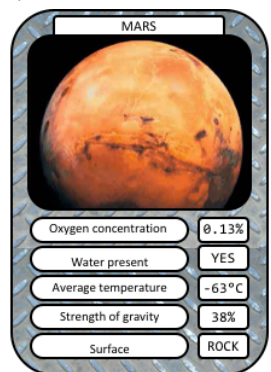 MARS
Oxygen concentration 0.13%
Water present YES
Average temperature -63°C
Strength of gravity 38%
Surface ROCK